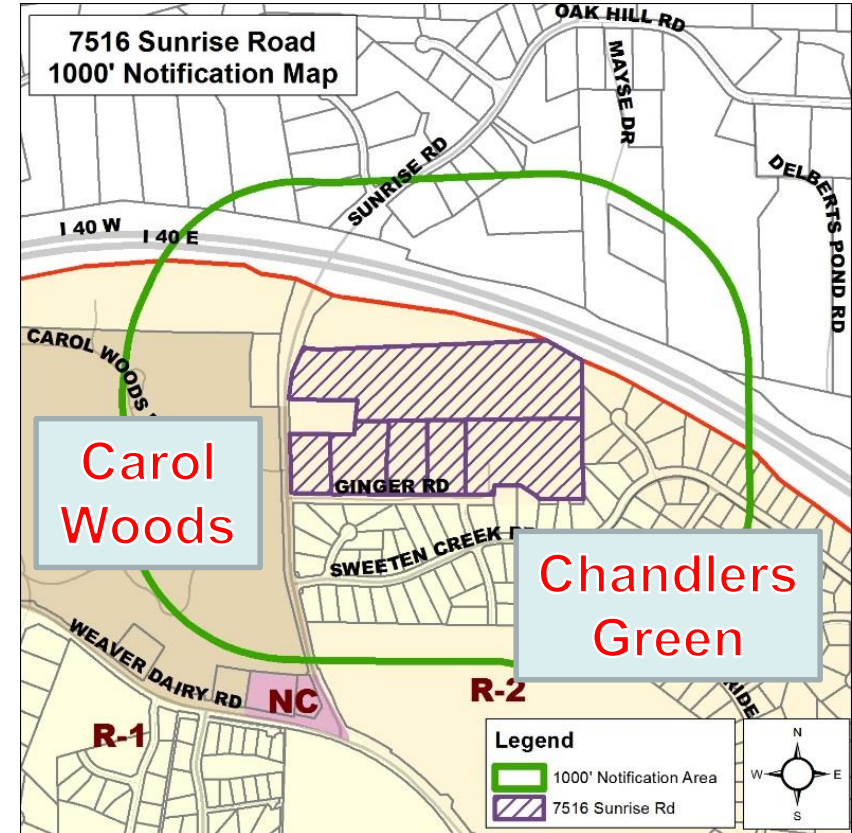 7516 Sunrise Road
1000' Notification Map
OAK HILL RD
MAYSE DR
SUNRISE RD
DELBERTS POND RD
I 40 W
I 40 E
CAROL WOODS
Carol
Woods
GINGER RD
SWEETEN CREEK
Chandlers
Green
WEAVER DAIRY RD
NC
R-2
R-1
Legend
1000' Notification Area
7516 Sunrise Rd
N
W
E
S